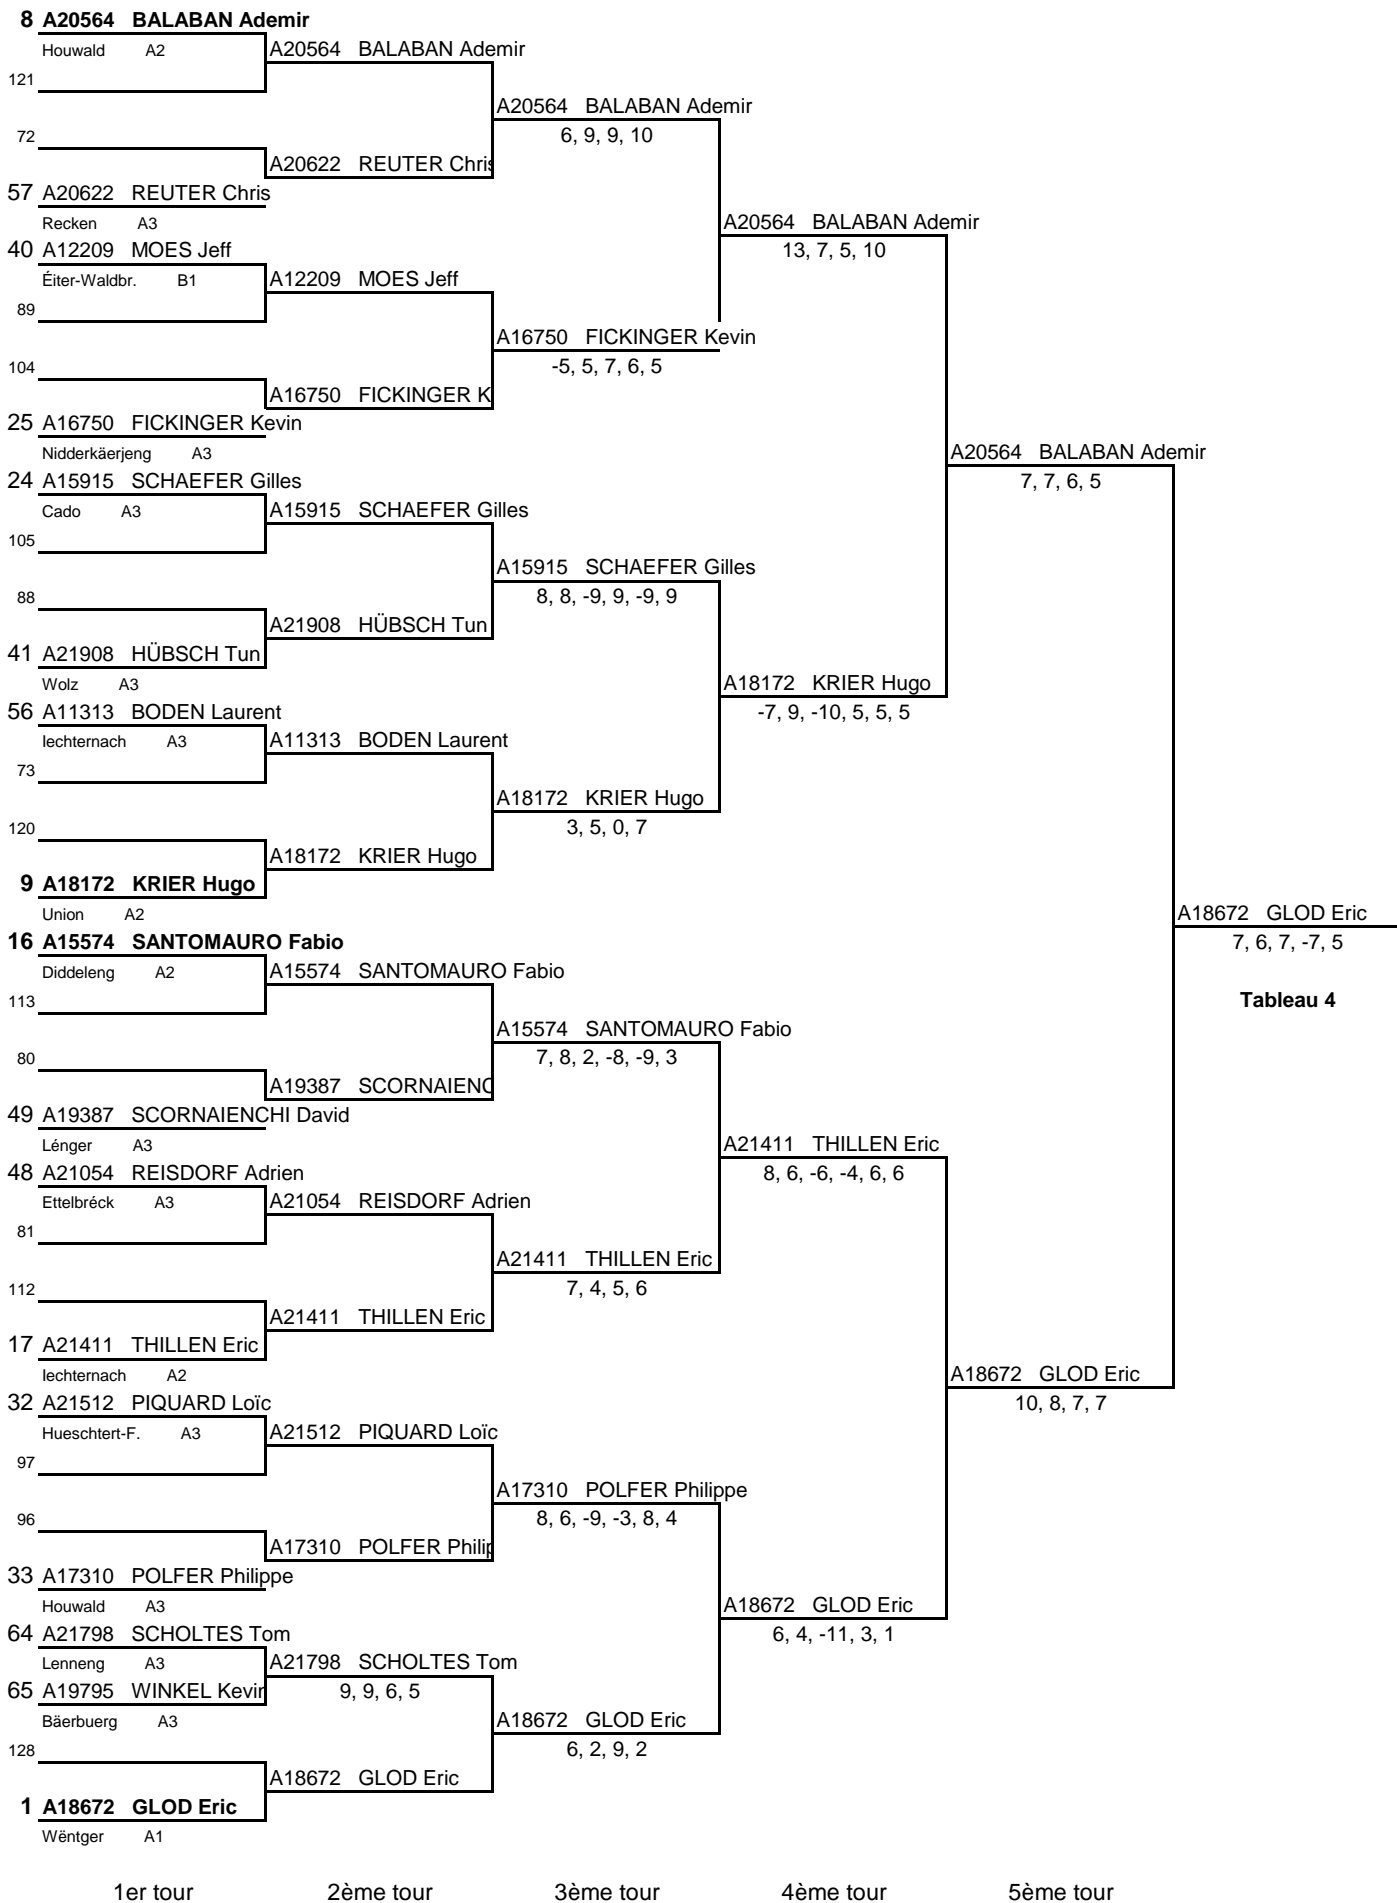 8 A20564 BALABAN Ademir
Houwald A2 A20564 BALABAN Ademir
121
A20564 BALABAN Ademir
72 6, 9, 9, 10
A20622 REUTER Chris
57 A20622 REUTER Chris
Recken A3 A20564 BALABAN Ademir
40 A12209 MOES Jeff 13, 7, 5, 10
Éiter-Waldbr. B1 A12209 MOES Jeff
89
A16750 FICKINGER Kevin
104 -5, 5, 7, 6, 5
A16750 FICKINGER K
25 A16750 FICKINGER Kevin
Nidderkäerjeng A3 A20564 BALABAN Ademir
24 A15915 SCHAEFER Gilles 7, 7, 6, 5
Cado A3 A15915 SCHAEFER Gilles
105
A15915 SCHAEFER Gilles
88 8, 8, -9, 9, -9, 9
A21908 HÜBSCH Tun
41 A21908 HÜBSCH Tun
Wolz A3 A18172 KRIER Hugo
56 A11313 BODEN Laurent -7, 9, -10, 5, 5, 5
Iechternach A3 A11313 BODEN Laurent
73
A18172 KRIER Hugo
120 3, 5, 0, 7
A18172 KRIER Hugo
9 A18172 KRIER Hugo
Union A2 A18672 GLOD Eric
16 A15574 SANTOMAURO Fabio 7, 6, 7, -7, 5
Diddeleng A2 A15574 SANTOMAURO Fabio
113 Tableau 4
A15574 SANTOMAURO Fabio
80 7, 8, 2, -8, -9, 3
A19387 SCORNAIENC
49 A19387 SCORNAIENCHI David
Lénger A3 A21411 THILLEN Eric
48 A21054 REISDORF Adrien 8, 6, -6, -4, 6, 6
Ettelbréck A3 A21054 REISDORF Adrien
81
A21411 THILLEN Eric
112 7, 4, 5, 6
A21411 THILLEN Eric
17 A21411 THILLEN Eric
Iechternach A2 A18672 GLOD Eric
32 A21512 PIQUARD Loïc 10, 8, 7, 7
Hueschtert-F. A3 A21512 PIQUARD Loïc
97
A17310 POLFER Philippe
96 8, 6, -9, -3, 8, 4
A17310 POLFER Philip
33 A17310 POLFER Philippe
Houwald A3 A18672 GLOD Eric
64 A21798 SCHOLTES Tom 6, 4, -11, 3, 1
Lenneng A3 A21798 SCHOLTES Tom
65 A19795 WINKEL Kevin 9, 9, 6, 5
Bäerbuerg A3 A18672 GLOD Eric
128 6, 2, 9, 2
A18672 GLOD Eric
1 A18672 GLOD Eric
Wëntger A1
1er tour 2ème tour 3ème tour 4ème tour 5ème tour